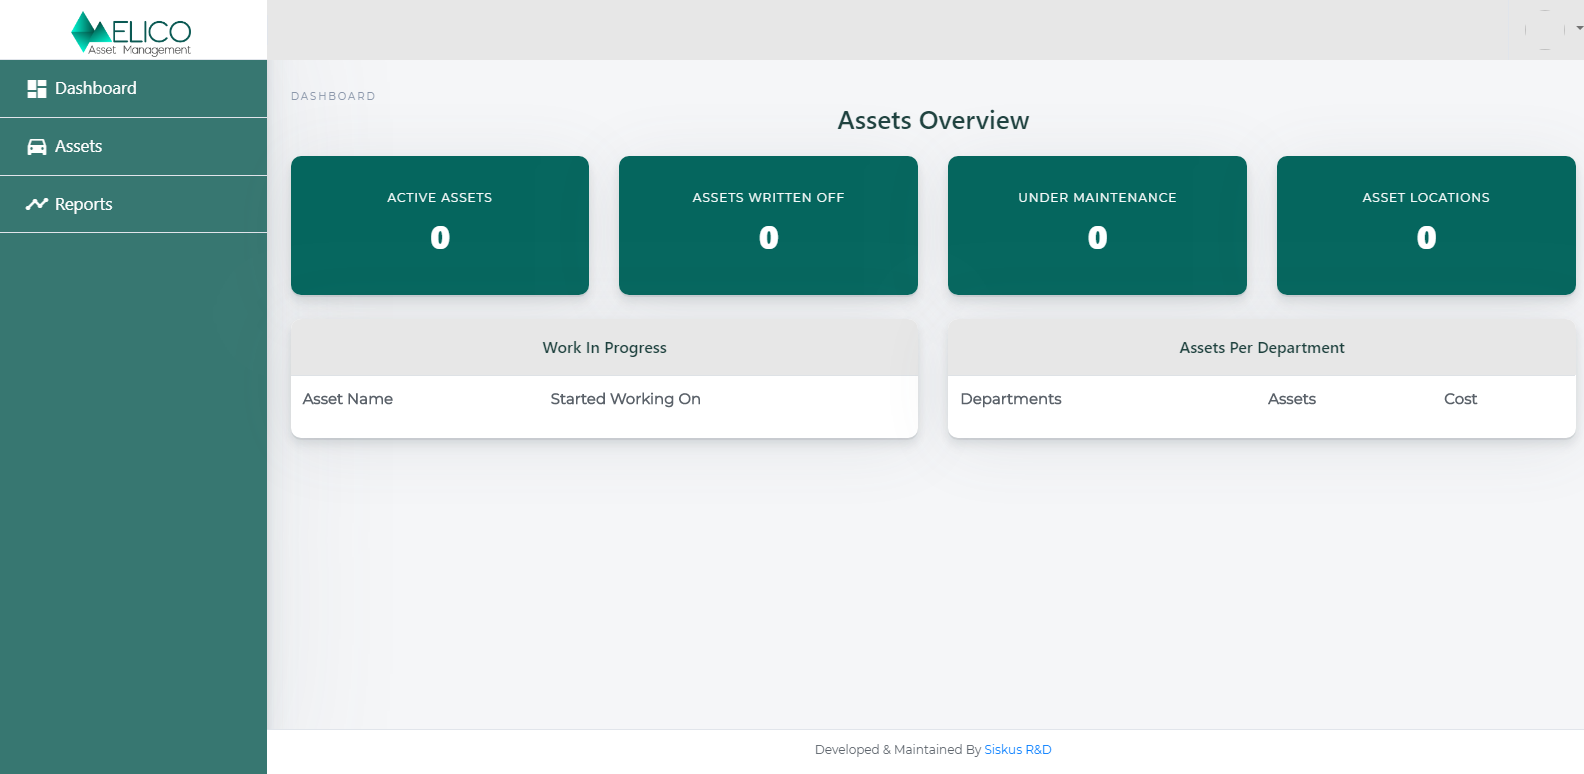 ELICO
Asset Management
Dashboard
Assets
Reports
DASHBOARD
Assets Overview
ACTIVE ASSETS
0
ASSETS WRITTEN OFF
0
UNDER MAINTENANCE
0
ASSET LOCATIONS
0
Work In Progress
Asset Name Started Working On
Assets Per Department
Departments Assets Cost
Developed & Maintained By Siskus R&D